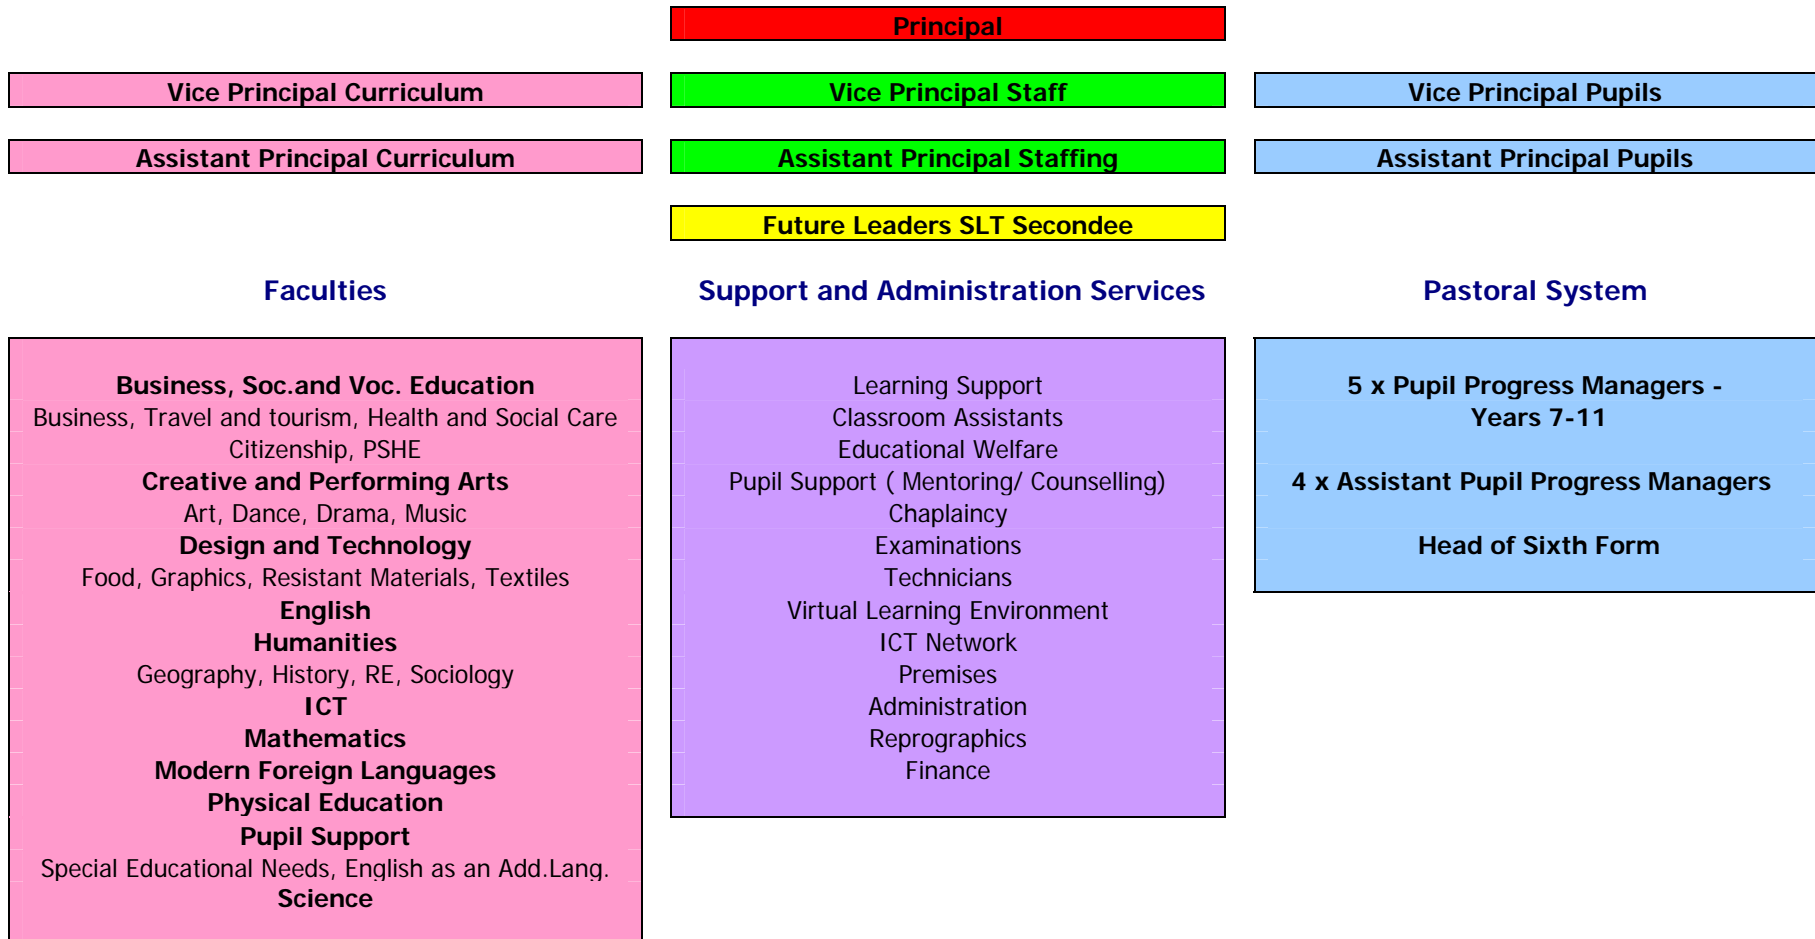 Principal
Vice Principal Curriculum
Vice Principal Staff
Vice Principal Pupils
Assistant Principal Curriculum
Assistant Principal Staffing
Assistant Principal Pupils
Future Leaders SLT Secondee
Faculties
Support and Administration Services
Pastoral System
Business, Soc.and Voc. Education
Business, Travel and tourism, Health and Social Care
Citizenship, PSHE
Creative and Performing Arts
Art, Dance, Drama, Music
Design and Technology
Food, Graphics, Resistant Materials, Textiles
English
Humanities
Geography, History, RE, Sociology
ICT
Mathematics
Modern Foreign Languages
Physical Education
Pupil Support
Special Educational Needs, English as an Add.Lang.
Science
Learning Support
Classroom Assistants
Educational Welfare
Pupil Support ( Mentoring/ Counselling)
Chaplaincy
Examinations
Technicians
Virtual Learning Environment
ICT Network
Premises
Administration
Reprographics
Finance
5 x Pupil Progress Managers -
Years 7-11
4 x Assistant Pupil Progress Managers
Head of Sixth Form